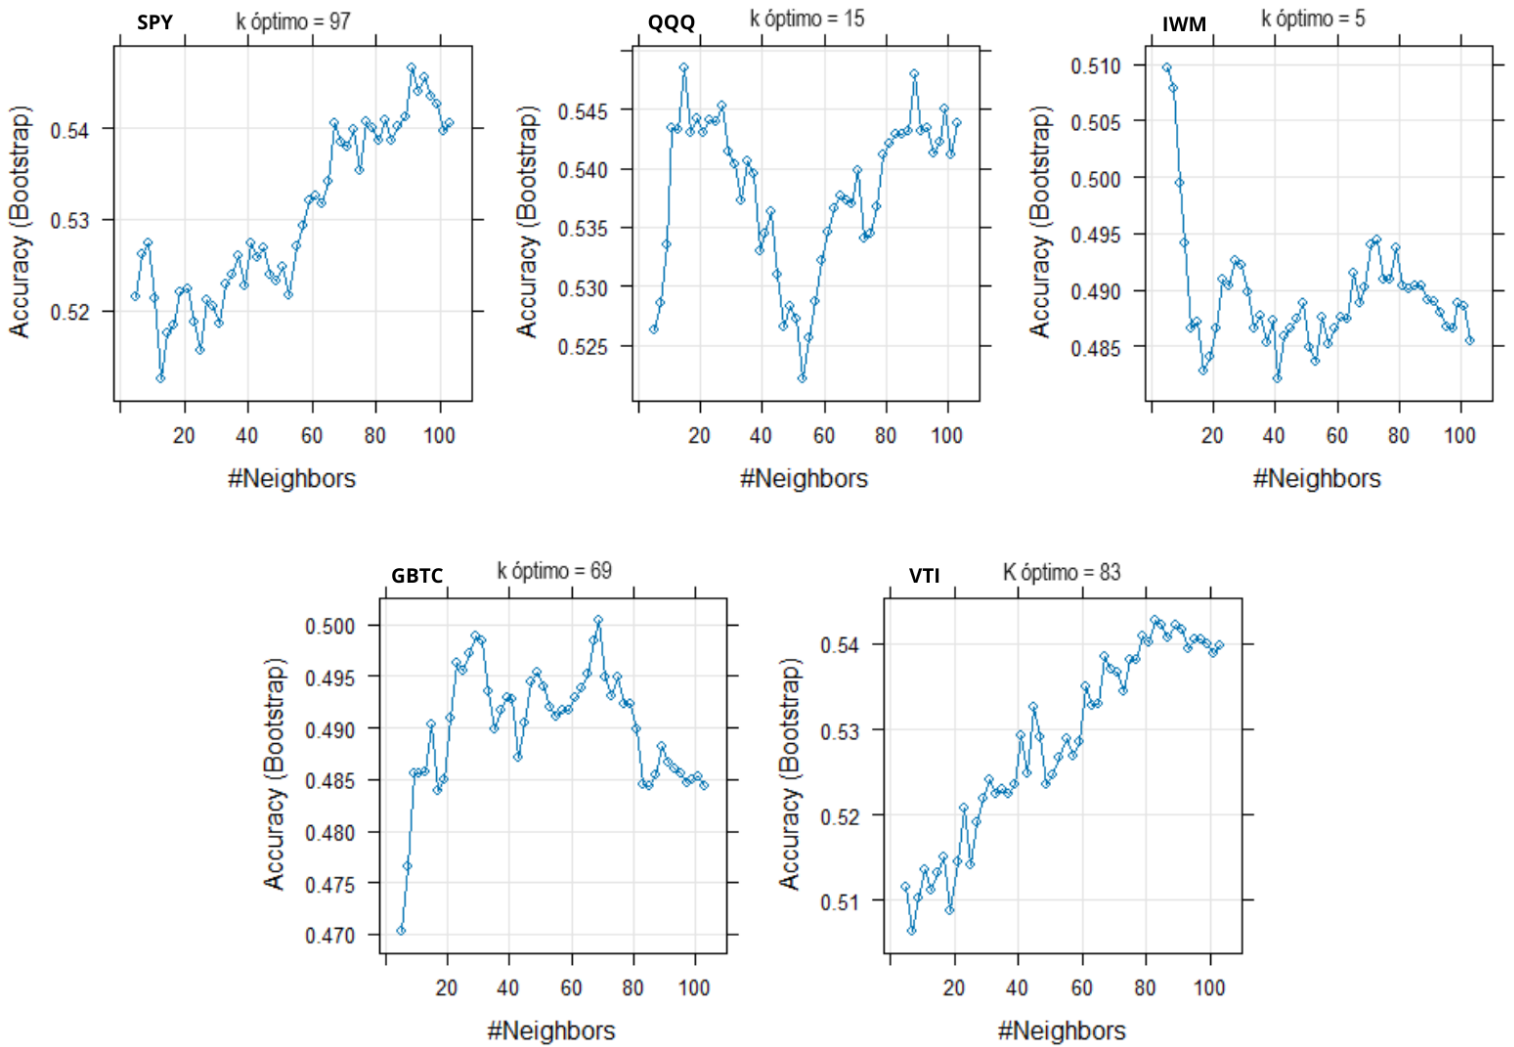 SPY
k óptimo = 97
Accuracy (Bootstrap)
0.54
0.53
0.52
20 40 60 80 100
#Neighbors
QQQ
k óptimo = 15
Accuracy (Bootstrap)
0.545
0.540
0.535
0.530
0.525
20 40 60 80 100
#Neighbors
IWM
k óptimo = 5
Accuracy (Bootstrap)
0.510
0.505
0.500
0.495
0.490
0.485
20 40 60 80 100
#Neighbors
GBTC
k óptimo = 69
Accuracy (Bootstrap)
0.500
0.495
0.490
0.485
0.480
0.475
0.470
20 40 60 80 100
#Neighbors
VTI
K óptimo = 83
Accuracy (Bootstrap)
0.54
0.53
0.52
0.51
20 40 60 80 100
#Neighbors